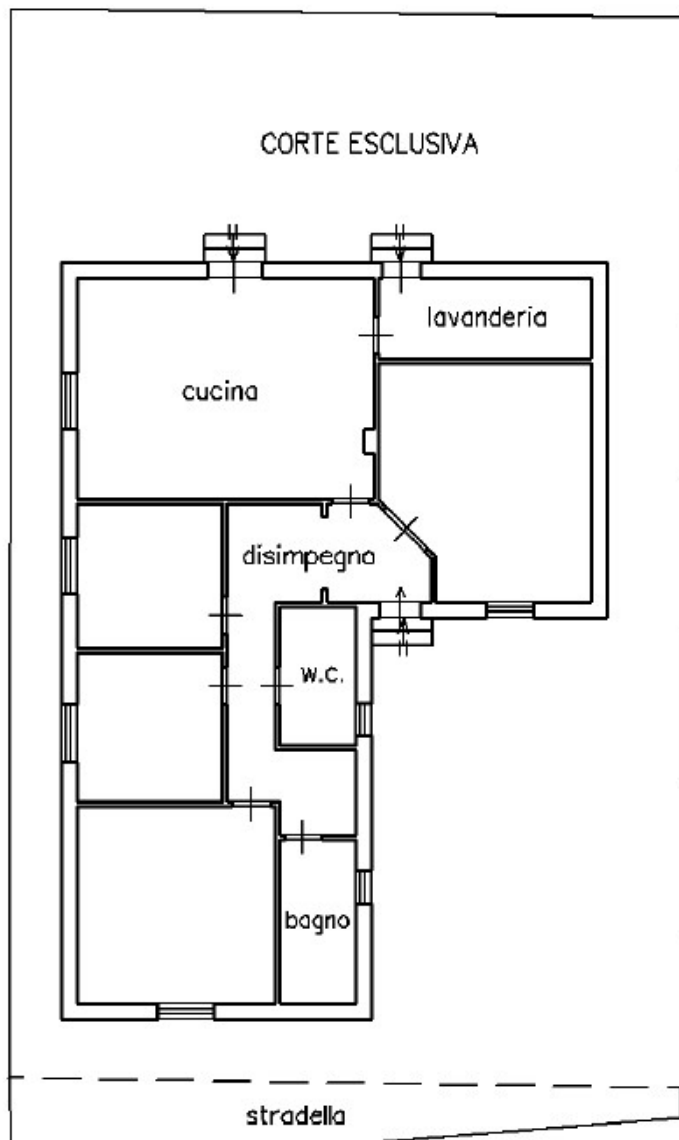 CORTE ESCLUSIVA
lavanderia
cucina
disimpegno
w.c.
bagno
stradella